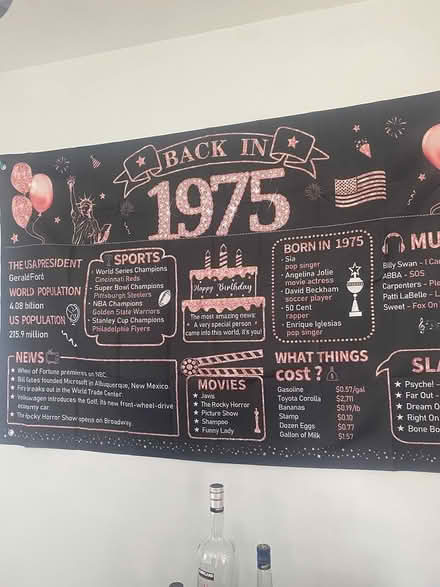 BACK IN
1975
THE USA PRESIDENT
Gerald Ford
WORLD POPULATION
4.08 bilion
US POPULATION
215.9 million
SPORTS
- World Series Champions
Cincinnati Reds
- Super Bowl Champions
Pittsburgh Steelers
- NBA Champions
Golden State Warriors
- Stanley Cup Champions
Philadelphia Flyers
Happy Birthday
The most amazing news:
A very special person
came into this world, it's you!
BORN IN 1975
- Sia
pop singer
- Angelina Jolie
movie actress
- David Beckham
soccer player
- 50 Cent
rapper
- Enrique Iglesias
pop singer
MU
Billy Swan - I Can
ABBA - SOS
Carpenters - Ple
Patti LaBelle - L
Sweet - Fox On
NEWS
★ Wheel of Fortune premieres on NBC.
★ Bill Gates founded Microsoft in Albuquerque, New Mexico.
★ Fire breaks out in the World Trade Center.
★ Volkswagen introduces the Golf, its new front-wheel-drive
economy car.
★ The Rocky Horror Show opens on Broadway.
MOVIES
★ Jaws
★ The Rocky Horror
★ Picture Show
★ Shampoo
★ Funny Lady
WHAT THINGS
cost ?
Gasoline $0.57/gal
Toyota Corolla $2,711
Bananas $0.19/lb
Stamp $0.10
Dozen Eggs $0.77
Gallon of Milk $1.57
SLA
★ Psyche! -
★ Far Out -
★ Dream O
★ Right On
★ Bone Bo